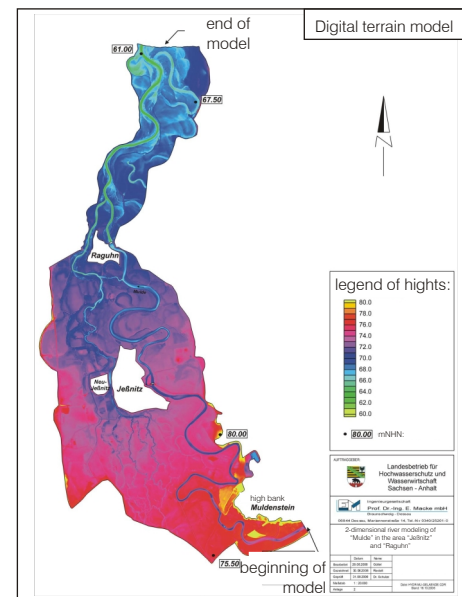 end of
model
Digital terrain model
61.00
67.50
Raguhn
Mulde
legend of hights:
80.0
78.0
76.0
74.0
72.0
70.0
68.0
66.0
64.0
62.0
60.0
80.00 mNHN:
Neu-
Jeßnitz
Jeßnitz
80.00
high bank
Muldenstein
75.50
beginning of
model
AUFTRAGGEBER:
Landesbetrieb für
Hochwasserschutz und
Wasserwirtschaft
Sachsen - Anhalt
Ingenieurgesellschaft
Prof. Dr.-Ing. E. Macke mbH
2-dimensional river modeling of
"Mulde" in the area "Jeßnitz"
and "Raguhn"
Datum Name